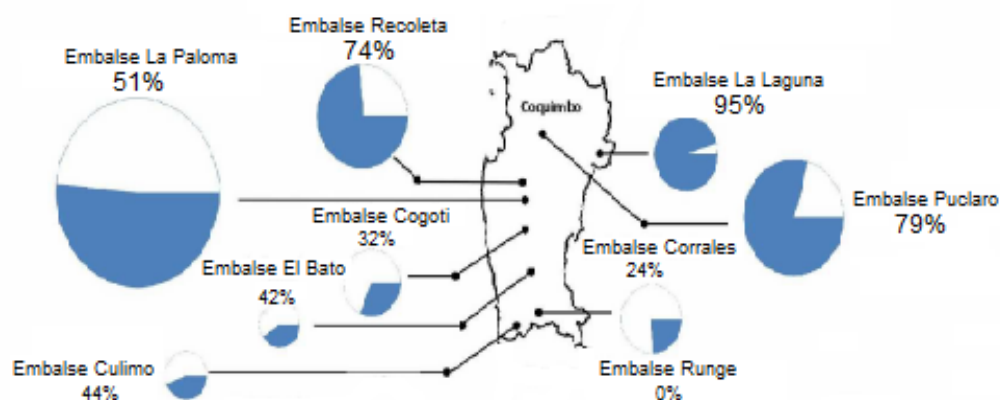 Embalse Recoleta
74%
Embalse La Paloma
51%
Embalse La Laguna
95%
Coquimbo
Embalse Puclaro
79%
Embalse Cogoti
32%
Embalse Corrales
24%
Embalse El Bato
42%
Embalse Culimo
44%
Embalse Runge
0%